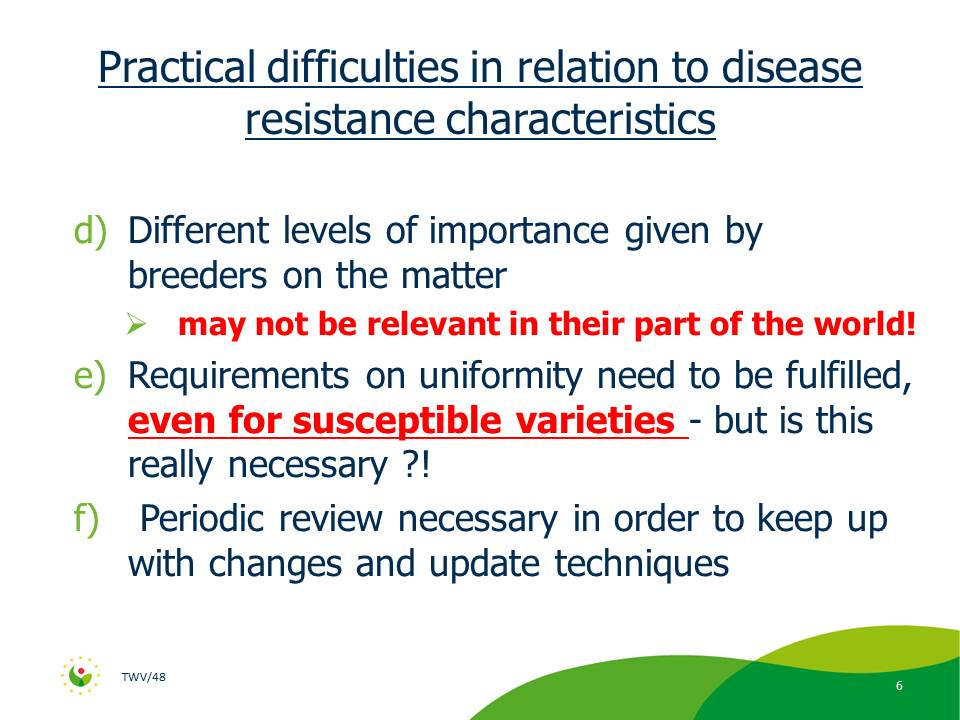 Practical difficulties in relation to disease
resistance characteristics
d) Different levels of importance given by
breeders on the matter
➢ may not be relevant in their part of the world!
e) Requirements on uniformity need to be fulfilled,
even for susceptible varieties - but is this
really necessary ?!
f) Periodic review necessary in order to keep up
with changes and update techniques
TWV/48
6